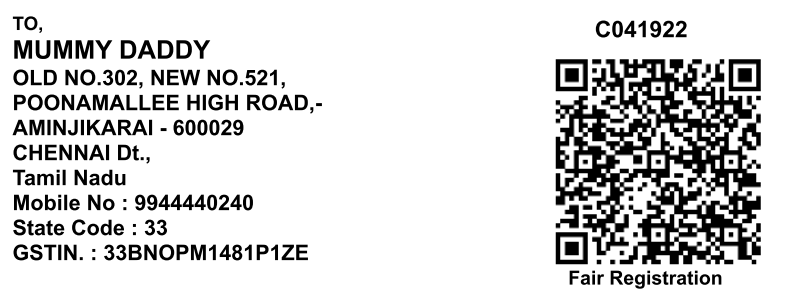 TO,
MUMMY DADDY
OLD NO.302, NEW NO.521,
POONAMALLEE HIGH ROAD,-
AMINJIKARAI - 600029
CHENNAI Dt.,
Tamil Nadu
Mobile No : 9944440240
State Code : 33
GSTIN. : 33BNOPM1481P1ZE
C041922
Fair Registration